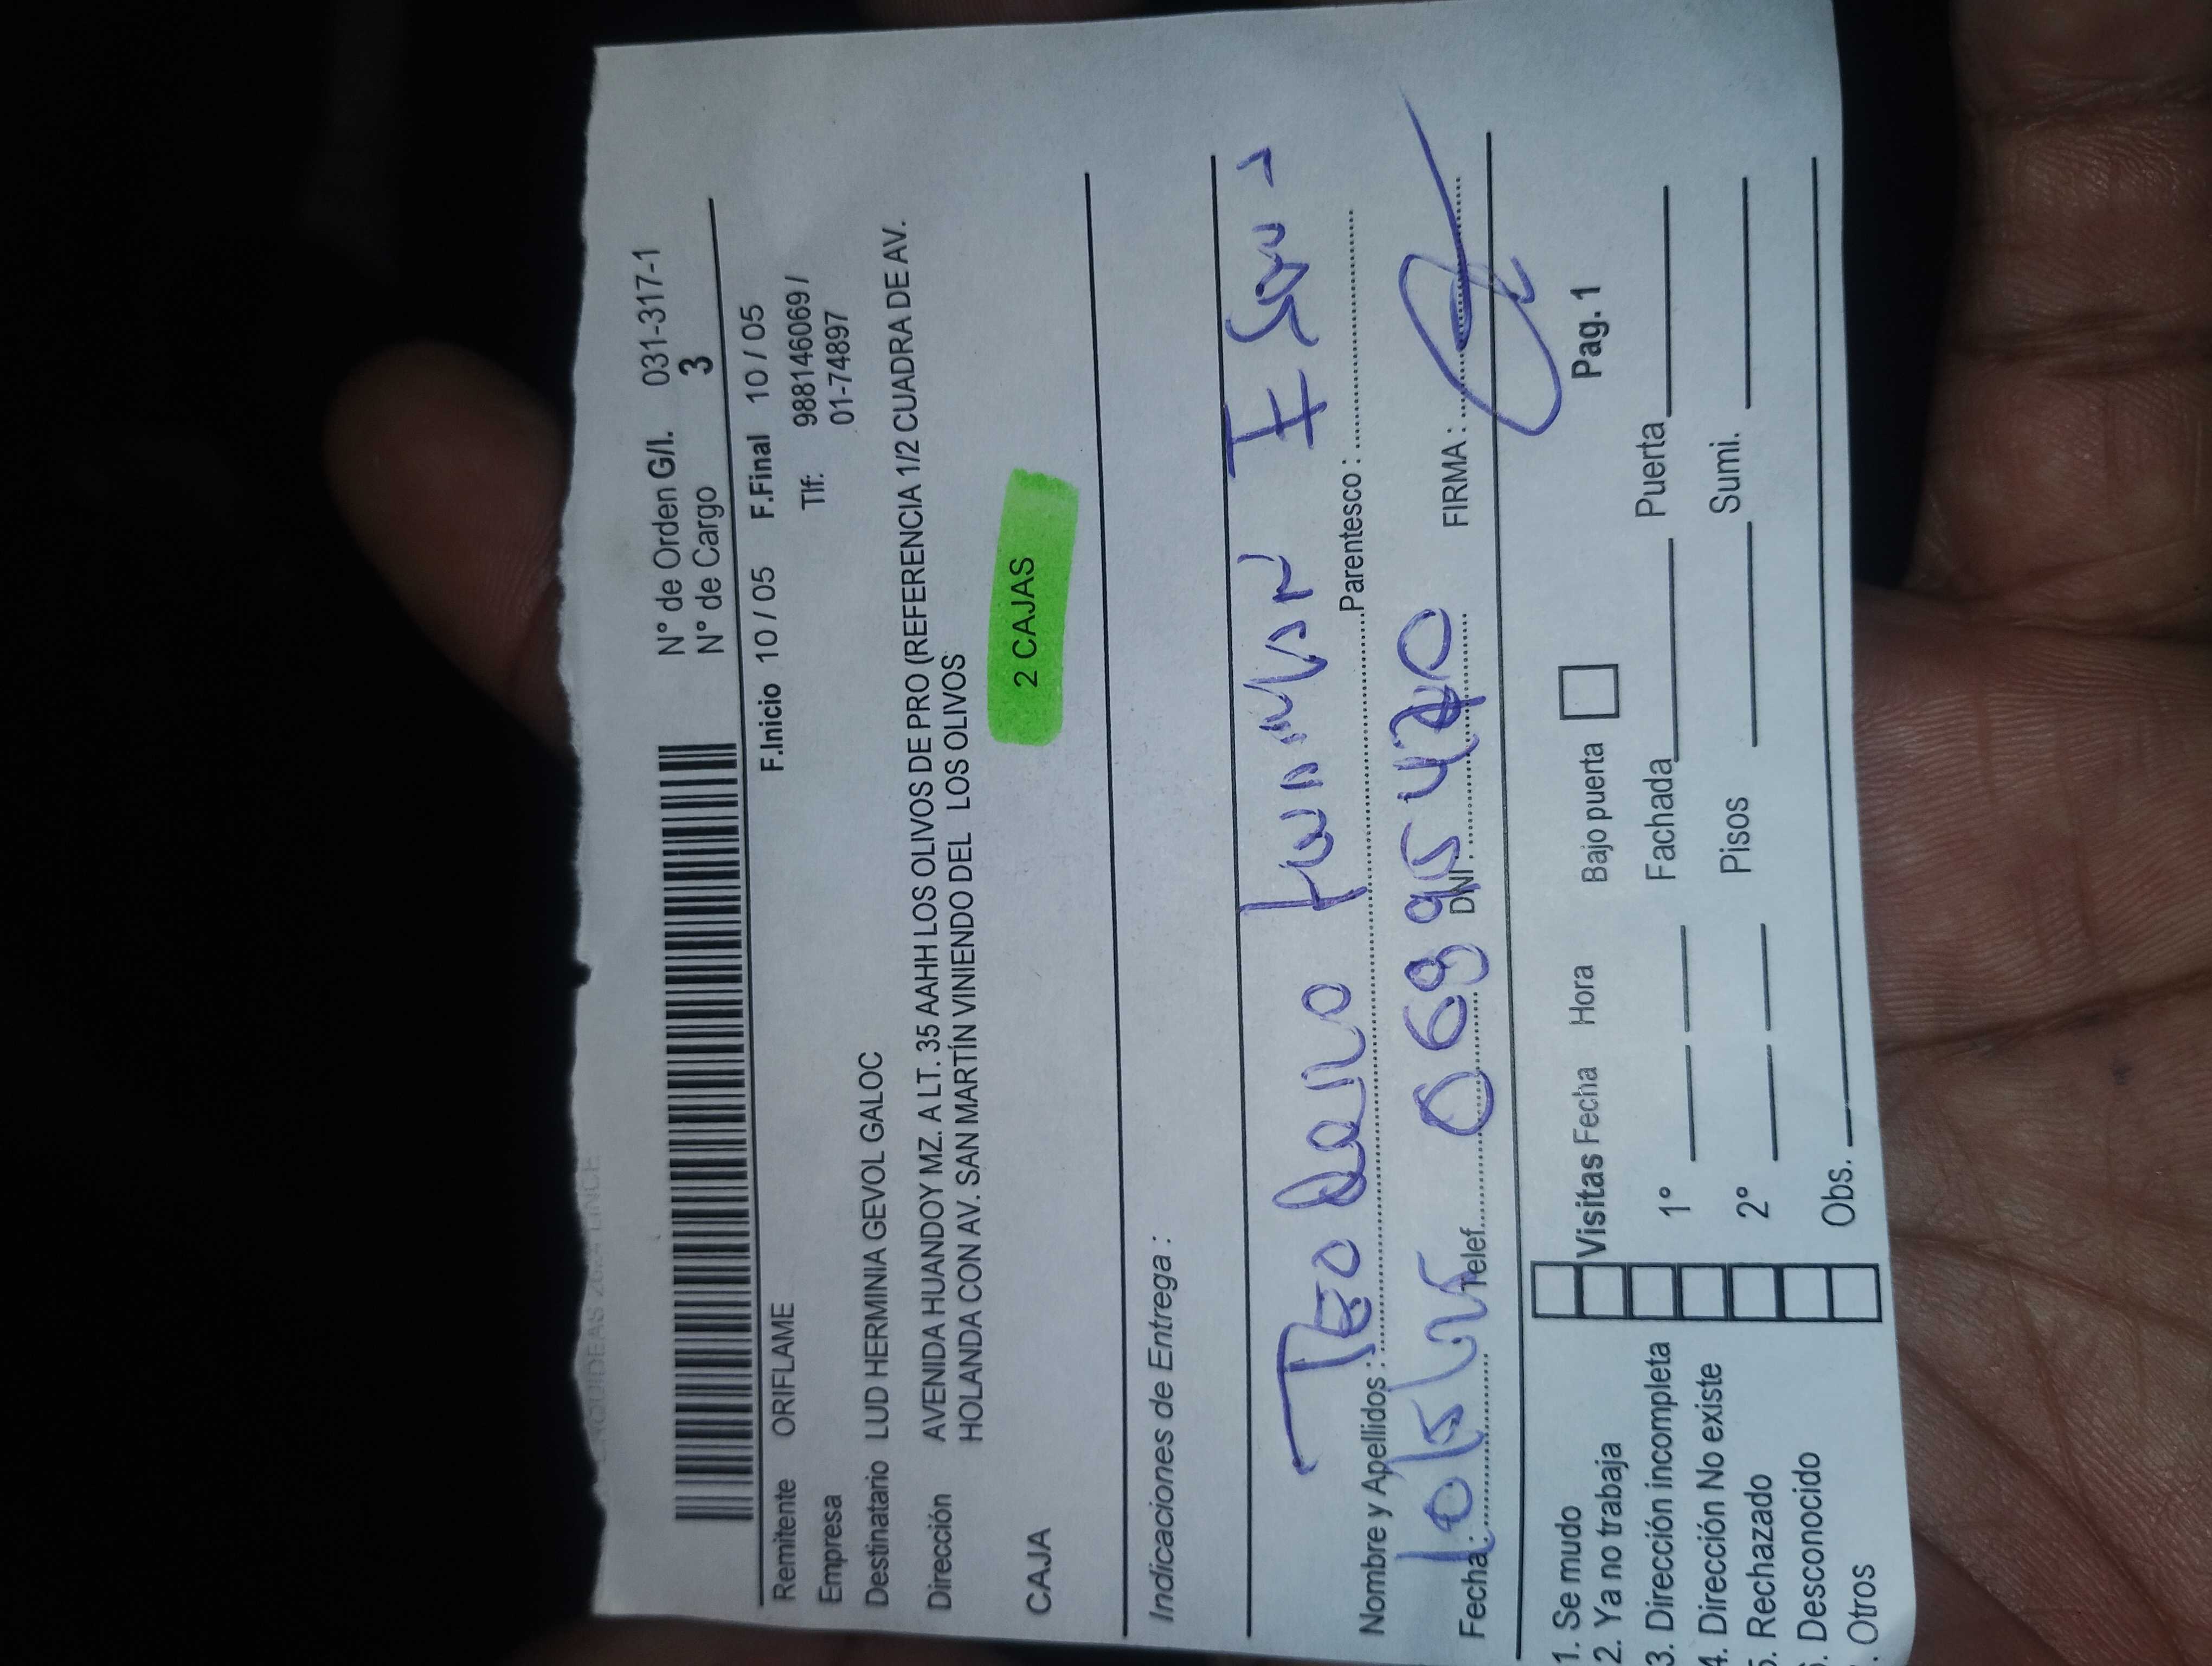 N° de Orden G/I. 031-317-1
N° de Cargo 3
F.Inicio 10 / 05 F.Final 10 / 05
Remitente ORIFLAME
Tlf: 988146069 /
01-74897
Empresa
Destinatario LUD HERMINIA GEVOL GALOC
Dirección AVENIDA HUANDOY MZ. A LT. 35 AAHH LOS OLIVOS DE PRO (REFERENCIA 1/2 CUADRA DE AV.
HOLANDA CON AV. SAN MARTÍN VINIENDO DEL LOS OLIVOS
CAJA 2 CAJAS
Indicaciones de Entrega :
Nombre y Apellidos : Parentesco :
Fecha : Telef. DNI : FIRMA :
Pag. 1
1. Se mudo
2. Ya no trabaja Visitas Fecha Hora Bajo puerta
3. Dirección incompleta 1º Fachada Puerta
4. Dirección No existe
5. Rechazado 2º Pisos Sumi.
Desconocido
Otros Obs.